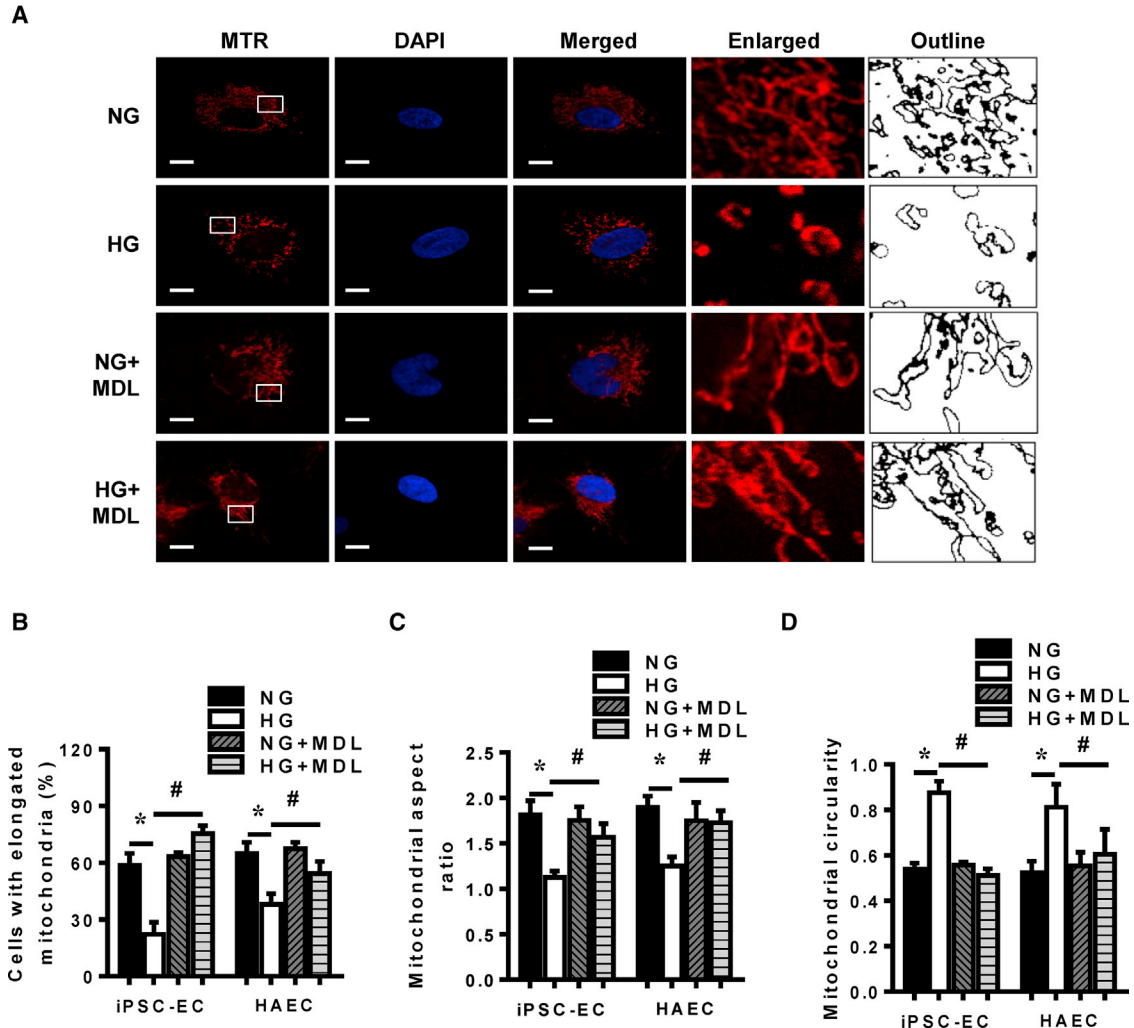 A
MTR DAPI Merged Enlarged Outline
NG
HG
NG+
MDL
HG+
MDL
B
NG
HG
NG+MDL
HG+MDL
Cells with elongated
mitochondria (%)
120
90
60
30
0
* # * #
iPSC-EC HAEC
C
NG
HG
NG+MDL
HG+MDL
Mitochondrial aspect
ratio
2.5
2.0
1.5
1.0
0.5
0.0
* # * #
iPSC-EC HAEC
D
NG
HG
NG+MDL
HG+MDL
Mitochondrial circularity
1.0
0.8
0.6
0.4
0.2
0.0
* # * #
iPSC-EC HAEC